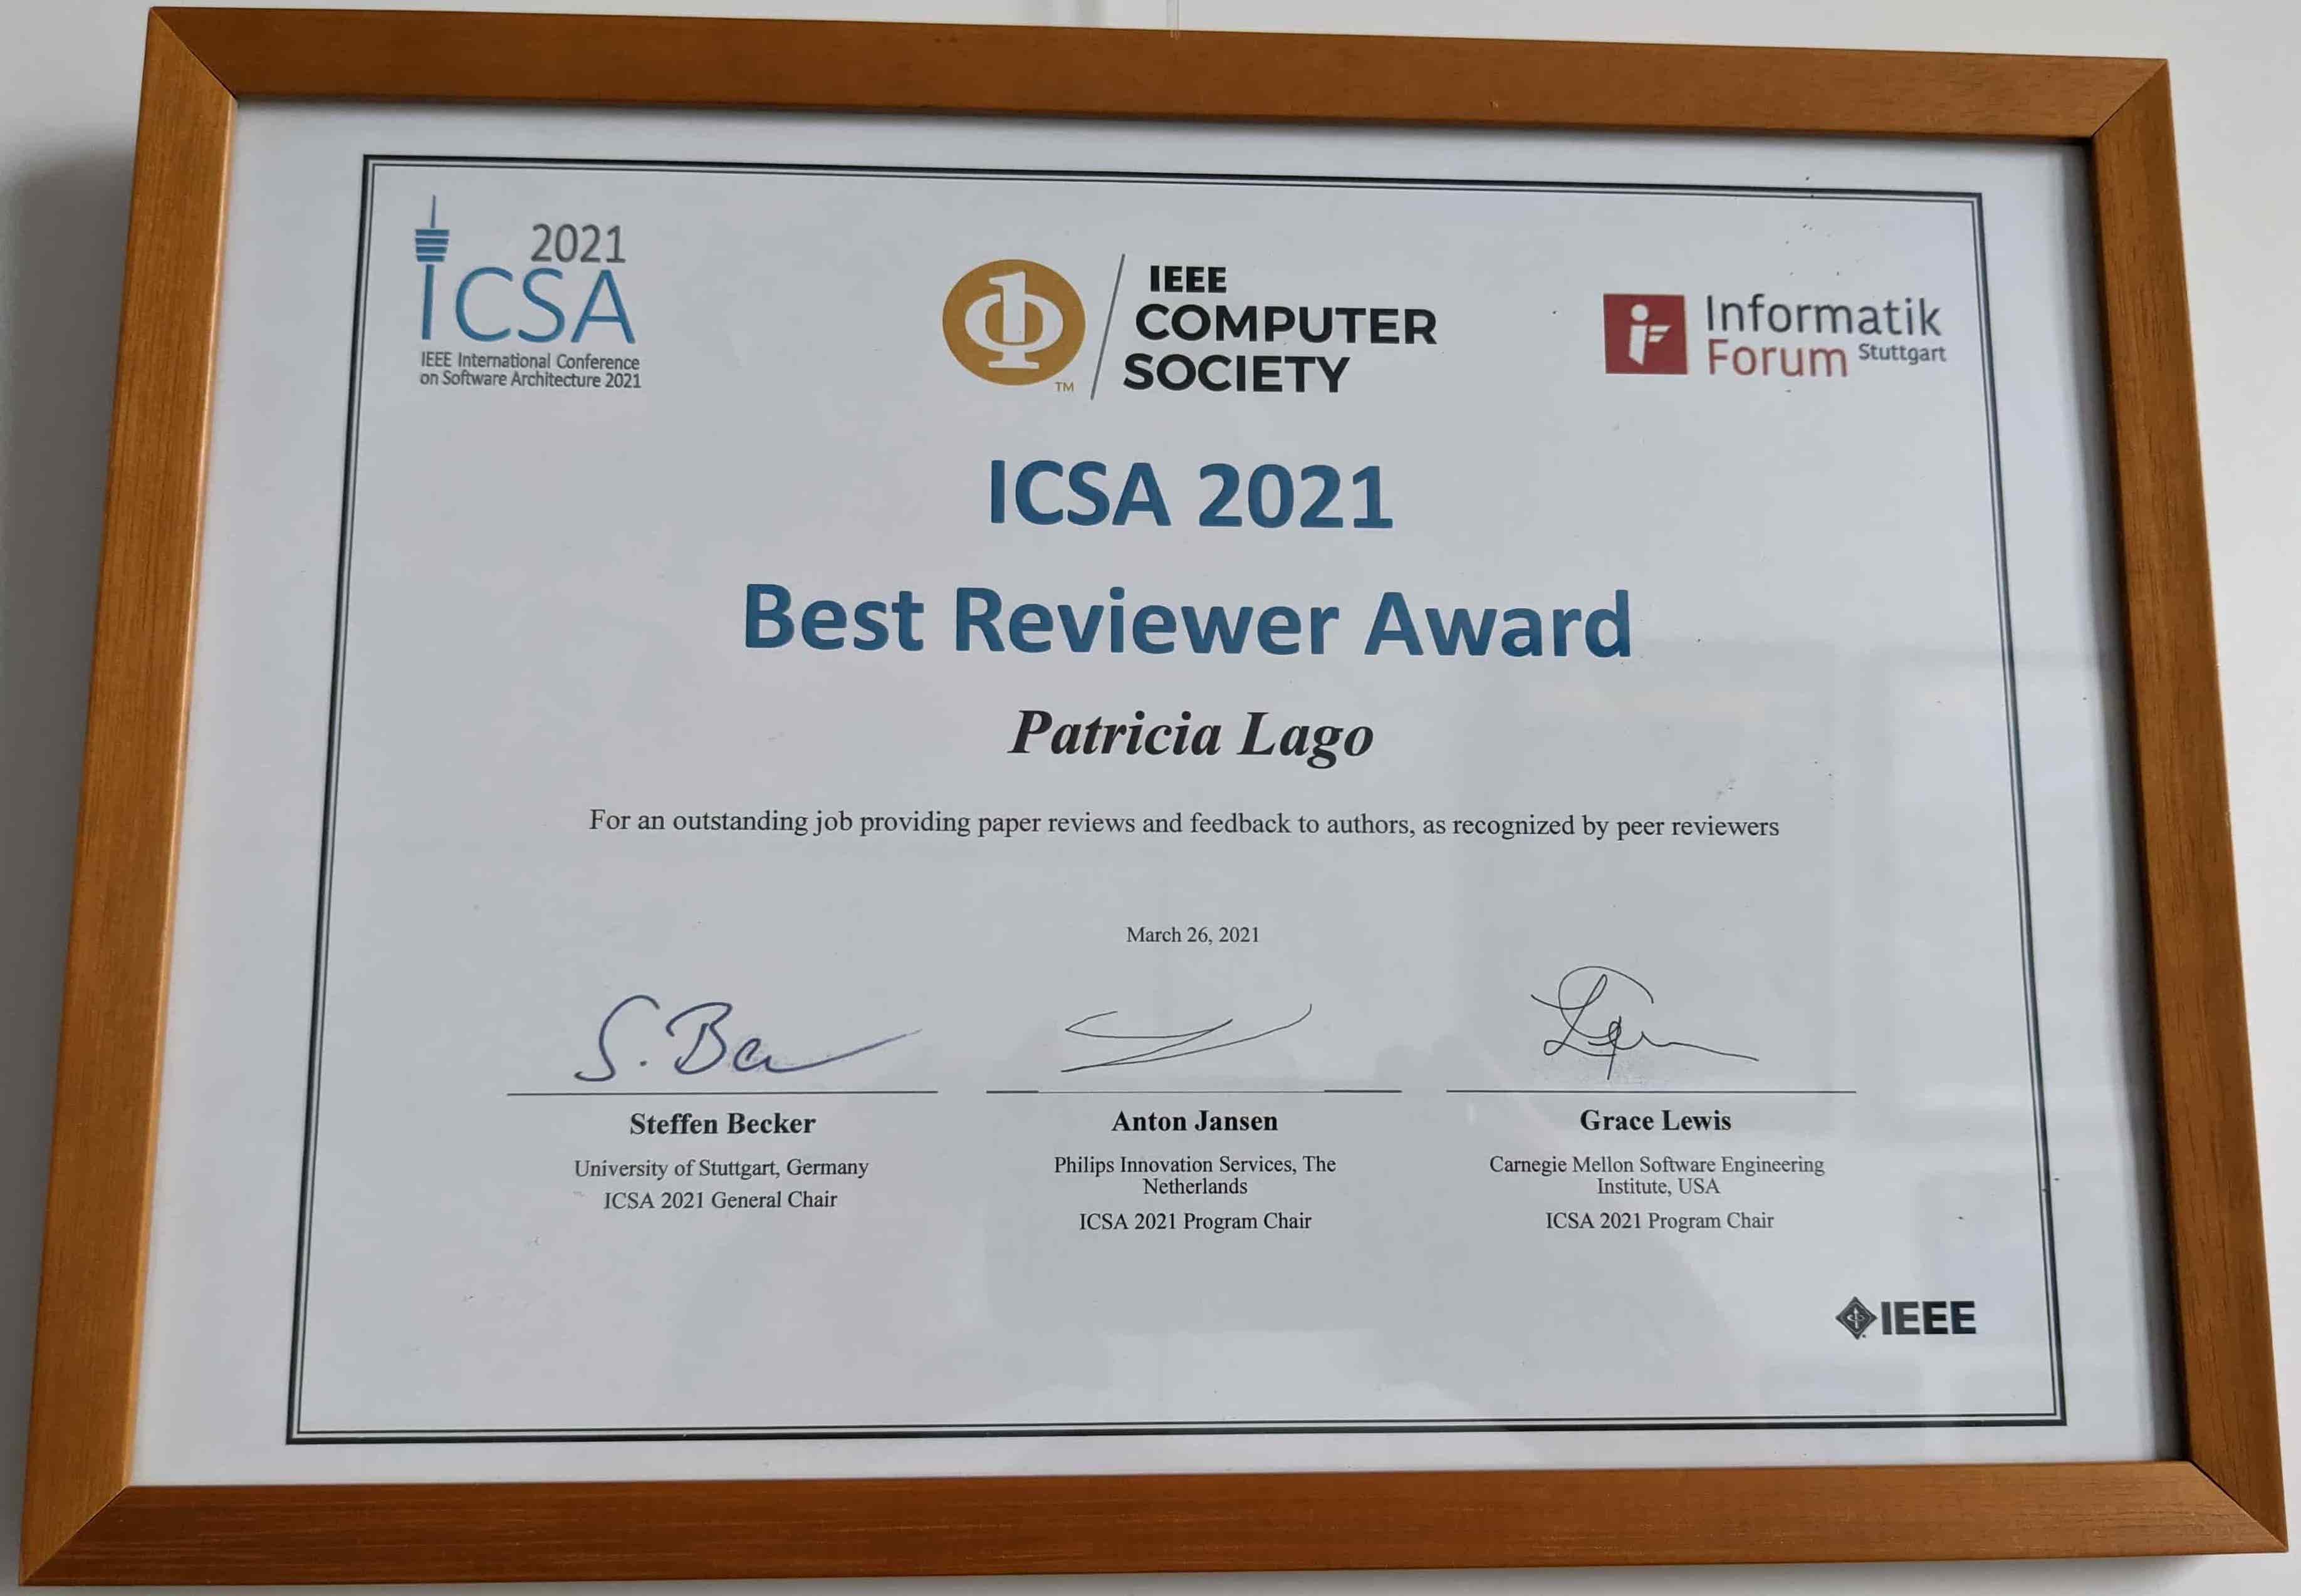 2021
ICSA
IEEE International Conference
on Software Architecture 2021
IEEE
COMPUTER
SOCIETY
TM
Informatik
Forum Stuttgart
ICSA 2021
Best Reviewer Award
Patricia Lago
For an outstanding job providing paper reviews and feedback to authors, as recognized by peer reviewers
March 26, 2021
S. Be
Steffen Becker
University of Stuttgart, Germany
ICSA 2021 General Chair
Anton Jansen
Philips Innovation Services, The
Netherlands
ICSA 2021 Program Chair
Grace Lewis
Carnegie Mellon Software Engineering
Institute, USA
ICSA 2021 Program Chair
IEEE